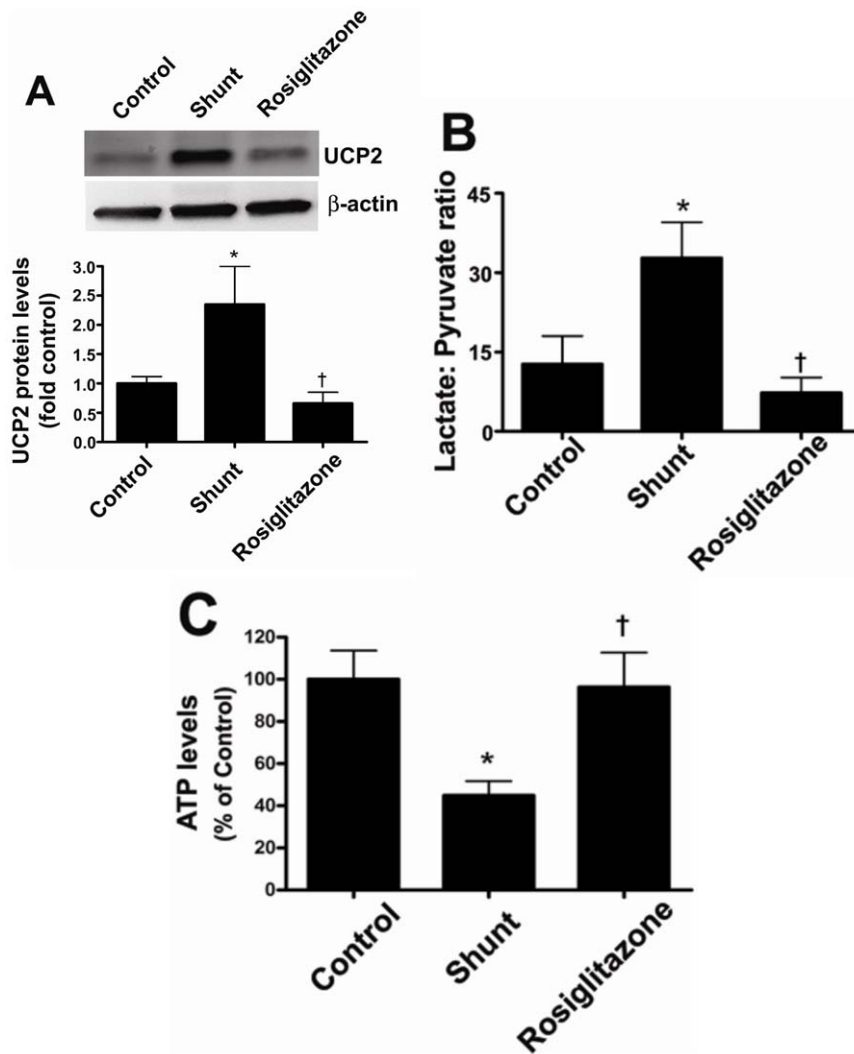 A
Control
Shunt
Rosiglitazone
UCP2
β-actin
UCP2 protein levels
(fold control)
3.0
2.5
2.0
1.5
1.0
0.5
0.0
Control
Shunt
Rosiglitazone
*
†
B
Lactate: Pyruvate ratio
45
30
15
0
Control
Shunt
Rosiglitazone
*
†
C
ATP levels
(% of Control)
120
100
80
60
40
20
0
Control
Shunt
Rosiglitazone
*
†